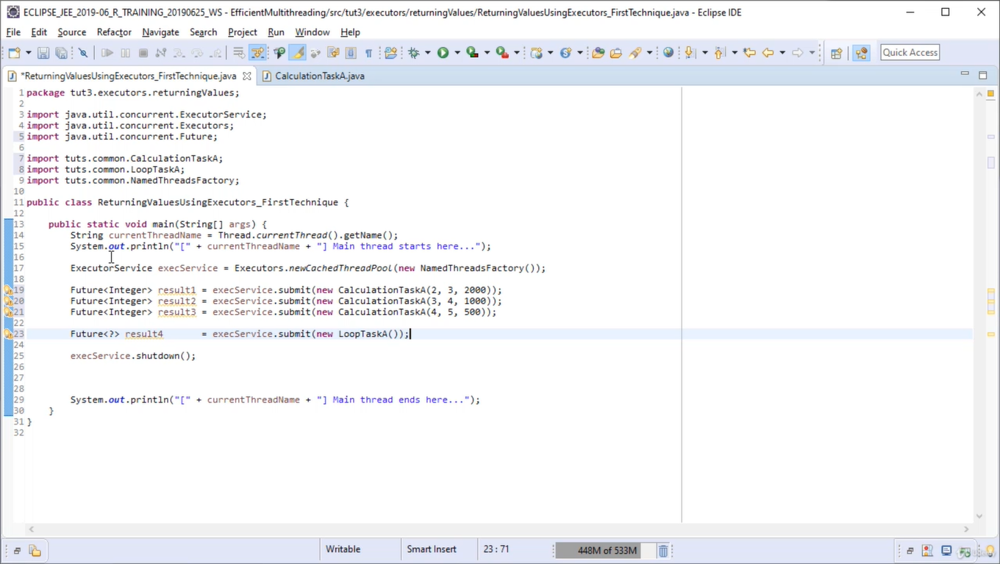 ECLIPSE_JEE_2019-06_R_TRAINING_20190625_WS - EfficientMultithreading/src/tut3/executors/returningValues/ReturningValuesUsingExecutors_FirstTechnique.java - Eclipse IDE
File Edit Source Refactor Navigate Search Project Run Window Help
Quick Access
*ReturningValuesUsingExecutors_FirstTechnique.java CalculationTaskA.java
1 package tut3.executors.returningValues;
2
3 import java.util.concurrent.ExecutorService;
4 import java.util.concurrent.Executors;
5 import java.util.concurrent.Future;
6
7 import tuts.common.CalculationTaskA;
8 import tuts.common.LoopTaskA;
9 import tuts.common.NamedThreadsFactory;
10
11 public class ReturningValuesUsingExecutors_FirstTechnique {
12
13 public static void main(String[] args) {
14 String currentThreadName = Thread.currentThread().getName();
15 System.out.println("[" + currentThreadName + "] Main thread starts here...");
16
17 ExecutorService execService = Executors.newCachedThreadPool(new NamedThreadsFactory());
18
19 Future<Integer> result1 = execService.submit(new CalculationTaskA(2, 3, 2000));
20 Future<Integer> result2 = execService.submit(new CalculationTaskA(3, 4, 1000));
21 Future<Integer> result3 = execService.submit(new CalculationTaskA(4, 5, 500));
22
23 Future<?> result4 = execService.submit(new LoopTaskA());
24
25 execService.shutdown();
26
27
28
29 System.out.println("[" + currentThreadName + "] Main thread ends here...");
30 }
31 }
32
Writable Smart Insert 23 : 71 448M of 533M